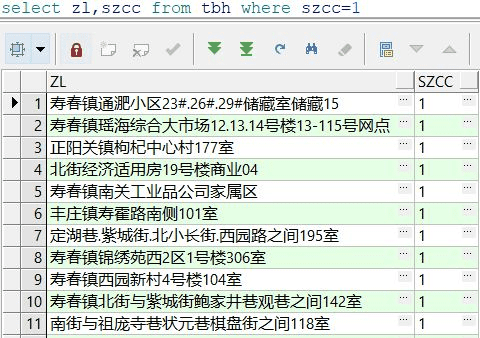 select zl,szcc from tbh where szcc=1
ZL SZCC
1 寿春镇通淝小区23#.26#.29#储藏室储藏15 1
2 寿春镇瑶海综合大市场12.13.14号楼13-115号网点 1
3 正阳关镇枸杞中心村177室 1
4 北街经济适用房19号楼商业04 1
5 寿春镇南关工业品公司家属区 1
6 丰庄镇寿霍路南侧101室 1
7 定湖巷.紫城街.北小长街.西园路之间195室 1
8 寿春镇锦绣苑西2区1号楼306室 1
9 寿春镇西园新村4号楼104室 1
10 寿春镇北街与紫城街鲍家井巷观巷之间142室 1
11 南街与祖庞寺巷状元巷棋盘街之间118室 1